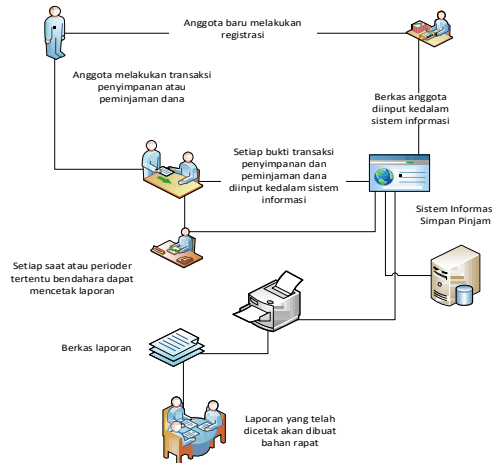 Anggota baru melakukan
registrasi
Anggota melakukan transaksi
penyimpanan atau
peminjaman dana
Berkas anggota
diinput kedalam
sistem informasi
Setiap bukti transaksi
penyimpanan dan
peminjaman dana
diinput kedalam sistem
informasi
Sistem Informas
Simpan Pinjam
Setiap saat atau perioder
tertentu bendahara dapat
mencetak laporan
Berkas laporan
Laporan yang telah
dicetak akan dibuat
bahan rapat